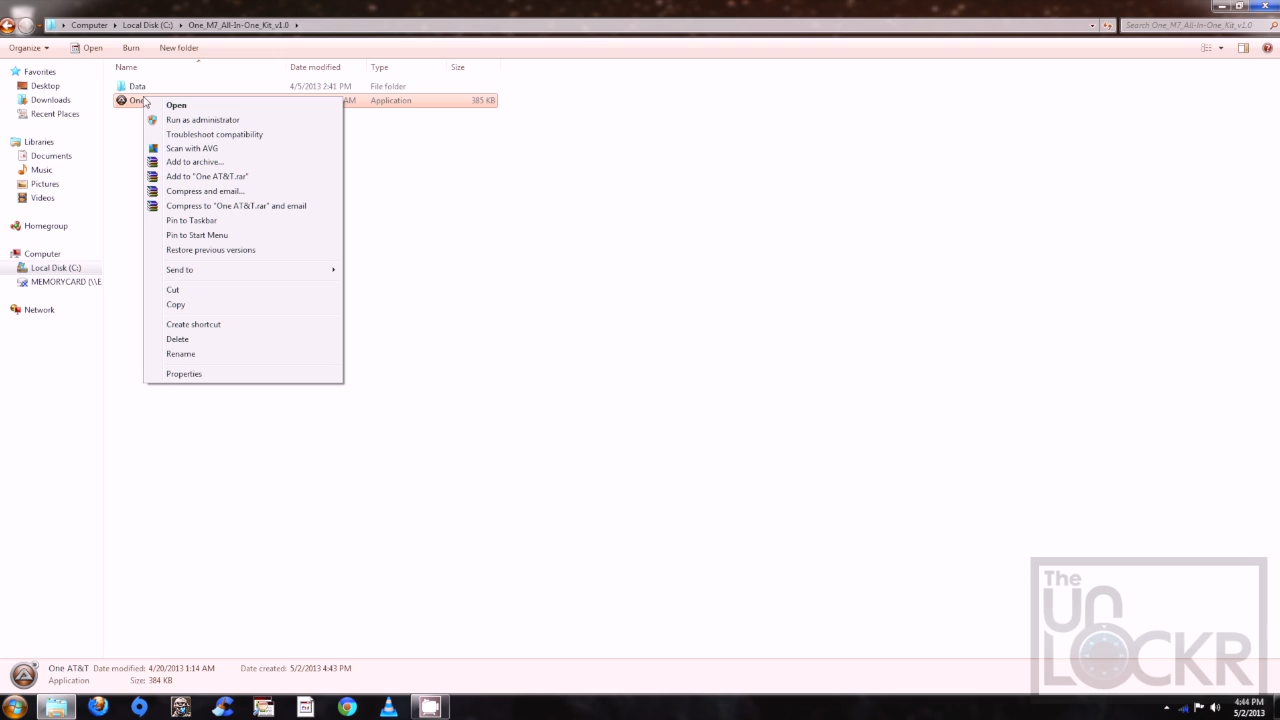 Computer Local Disk (C:) One_M7_All-In-One_Kit_v1.0
Search One_M7_All-In-One_Kit_v1.0
Organize Open Burn New folder
Name Date modified Type Size
Favorites
Desktop
Downloads
Recent Places
Libraries
Documents
Music
Pictures
Videos
Homegroup
Computer
Local Disk (C:)
MEMORYCARD (\\E
Network
Data 4/5/2013 2:41 PM File folder
One AM Application 385 KB
Open
Run as administrator
Troubleshoot compatibility
Scan with AVG
Add to archive...
Add to "One AT&T.rar"
Compress and email...
Compress to "One AT&T.rar" and email
Pin to Taskbar
Pin to Start Menu
Restore previous versions
Send to
Cut
Copy
Create shortcut
Delete
Rename
Properties
The
UN
LOCKR
One AT&T Date modified: 4/20/2013 1:14 AM Date created: 5/2/2013 4:43 PM
Application Size: 384 KB
4:44 PM
5/2/2013